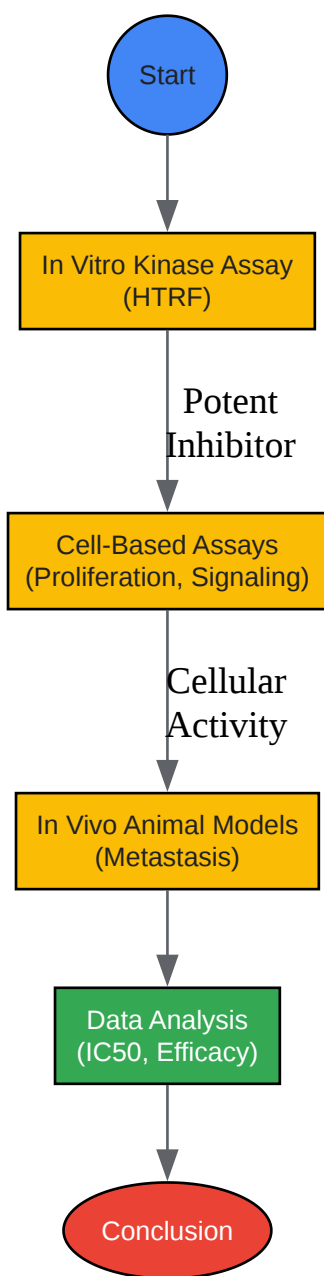 Start
In Vitro Kinase Assay
(HTRF)
Potent
Inhibitor
Cell-Based Assays
(Proliferation, Signaling)
Cellular
Activity
In Vivo Animal Models
(Metastasis)
Data Analysis
(IC50, Efficacy)
Conclusion